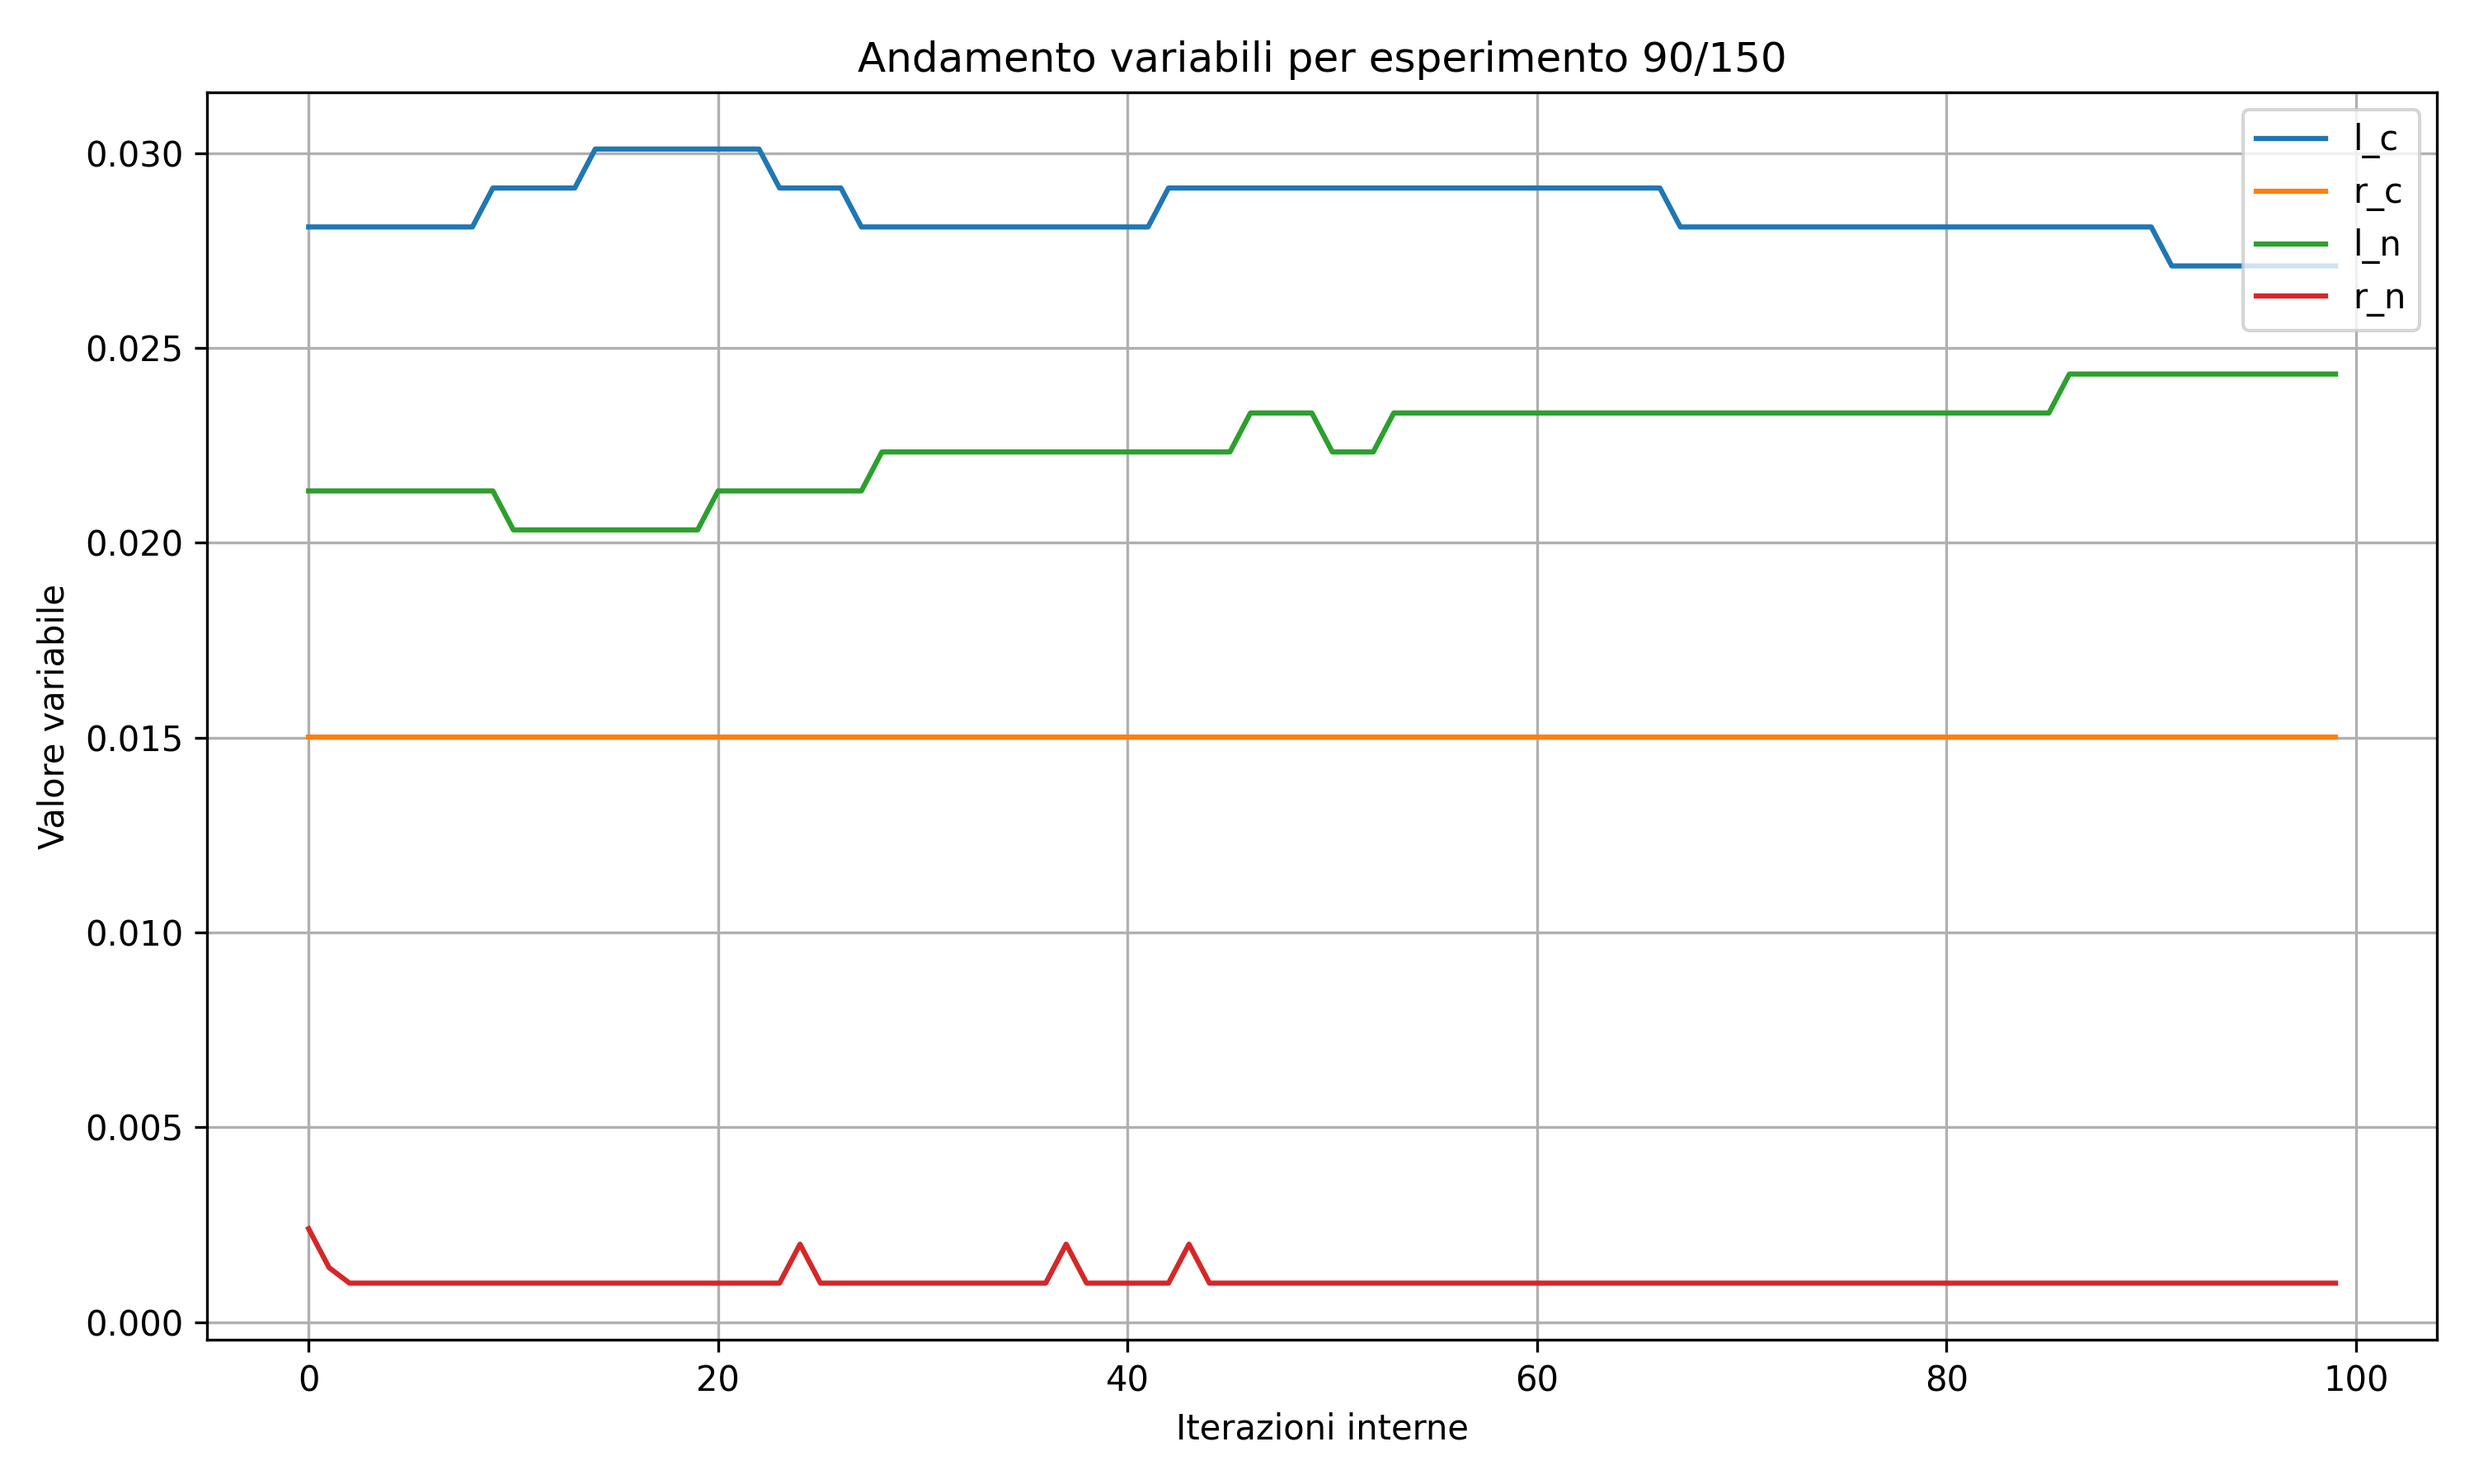 Andamento variabili per esperimento 90/150
l_c
r_c
l_n
r_n
0.030
0.025
0.020
0.015
0.010
0.005
0.000
Valore variabile
0 20 40 60 80 100
Iterazioni interne